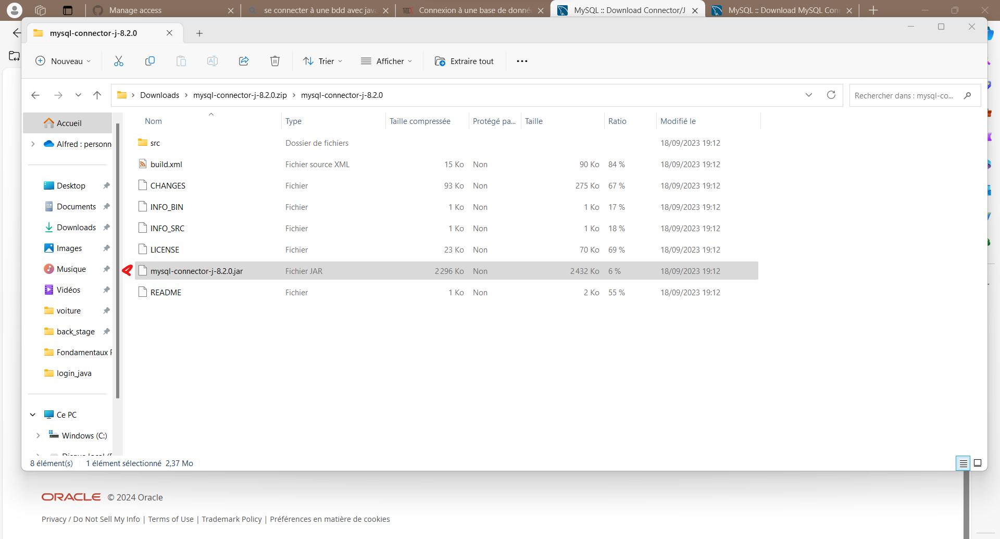 Manage access
se connecter à une bdd avec java
Connexion à une base de donné
MySQL :: Download Connector/J
MySQL :: Download MySQL Con
mysql-connector-j-8.2.0
Nouveau
Trier
Afficher
Extraire tout
Downloads > mysql-connector-j-8.2.0.zip > mysql-connector-j-8.2.0
Rechercher dans : mysql-co...
Nom Type Taille compressée Protégé pa... Taille Ratio Modifié le
src Dossier de fichiers 18/09/2023 19:12
build.xml Fichier source XML 15 Ko Non 90 Ko 84 % 18/09/2023 19:12
CHANGES Fichier 93 Ko Non 275 Ko 67 % 18/09/2023 19:12
INFO_BIN Fichier 1 Ko Non 1 Ko 17 % 18/09/2023 19:12
INFO_SRC Fichier 1 Ko Non 1 Ko 18 % 18/09/2023 19:12
LICENSE Fichier 23 Ko Non 70 Ko 69 % 18/09/2023 19:12
mysql-connector-j-8.2.0.jar Fichier JAR 2 296 Ko Non 2 432 Ko 6 % 18/09/2023 19:12
README Fichier 1 Ko Non 2 Ko 55 % 18/09/2023 19:12
Accueil
Alfred : personn
Desktop
Documents
Downloads
Images
Musique
Vidéos
voiture
back_stage
Fondamentaux
login_java
Ce PC
Windows (C:)
8 élément(s) 1 élément sélectionné 2,37 Mo
ORACLE © 2024 Oracle
Privacy / Do Not Sell My Info | Terms of Use | Trademark Policy | Préférences en matière de cookies